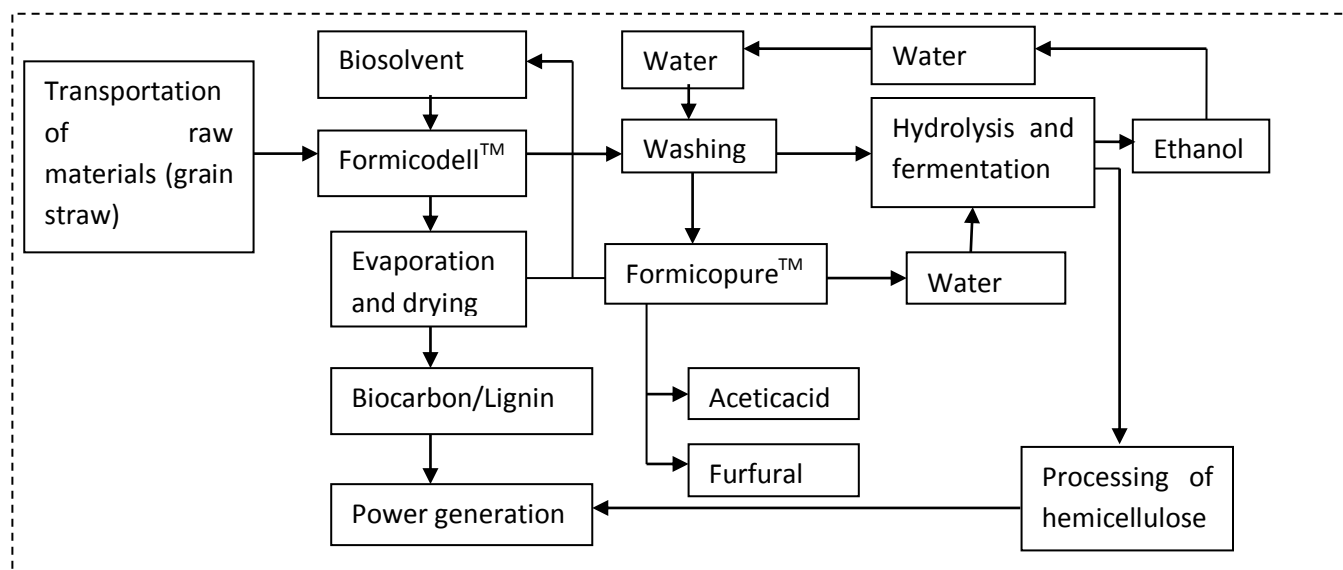 Transportation
of raw
materials (grain
straw)
Biosolvent
Formicodell™
Evaporation
and drying
Biocarbon/Lignin
Power generation
Water
Washing
Formicopure™
Aceticacid
Furfural
Water
Hydrolysis and
fermentation
Water
Ethanol
Processing of
hemicellulose